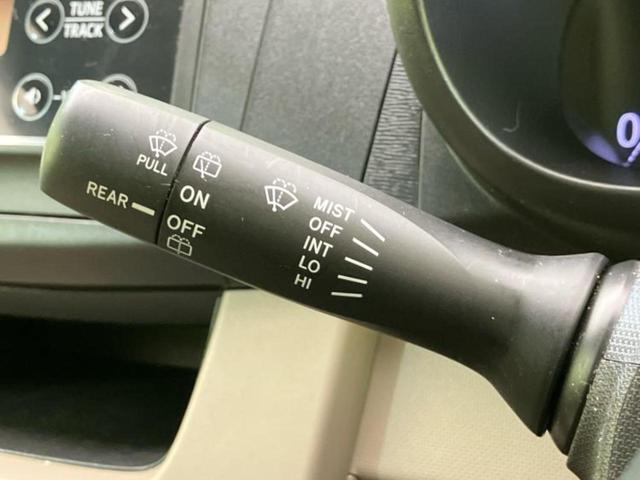 TUNE
TRACK
PULL
REAR
ON
OFF
MIST
OFF
INT
LO
HI